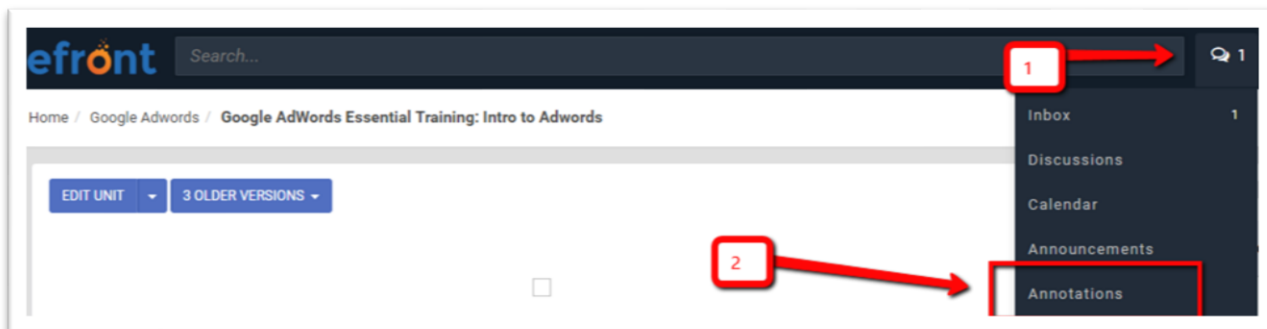 efront Search... 1 1
Home / Google Adwords / Google AdWords Essential Training: Intro to Adwords
Inbox 1
Discussions
EDIT UNIT 3 OLDER VERSIONS
Calendar
Announcements
2
Annotations